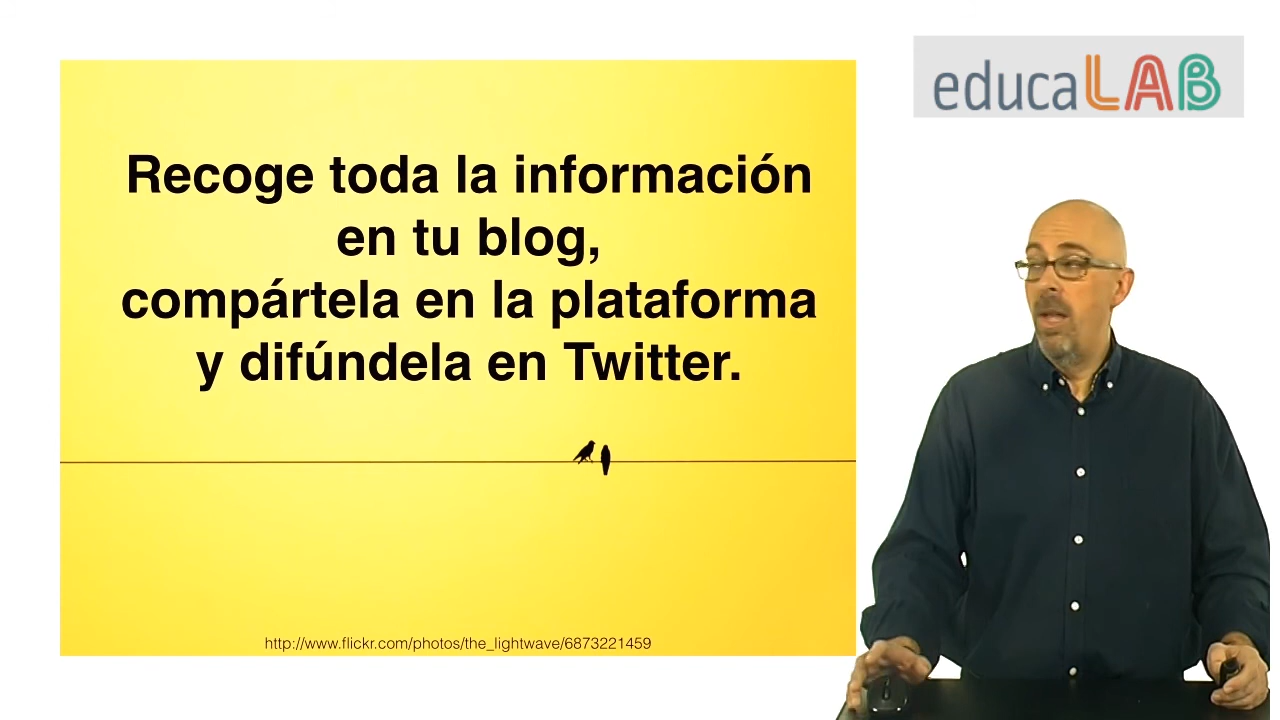 educaLAB
Recoge toda la información
en tu blog,
compártela en la plataforma
y difúndela en Twitter.
http://www.flickr.com/photos/the_lightwave/6873221459